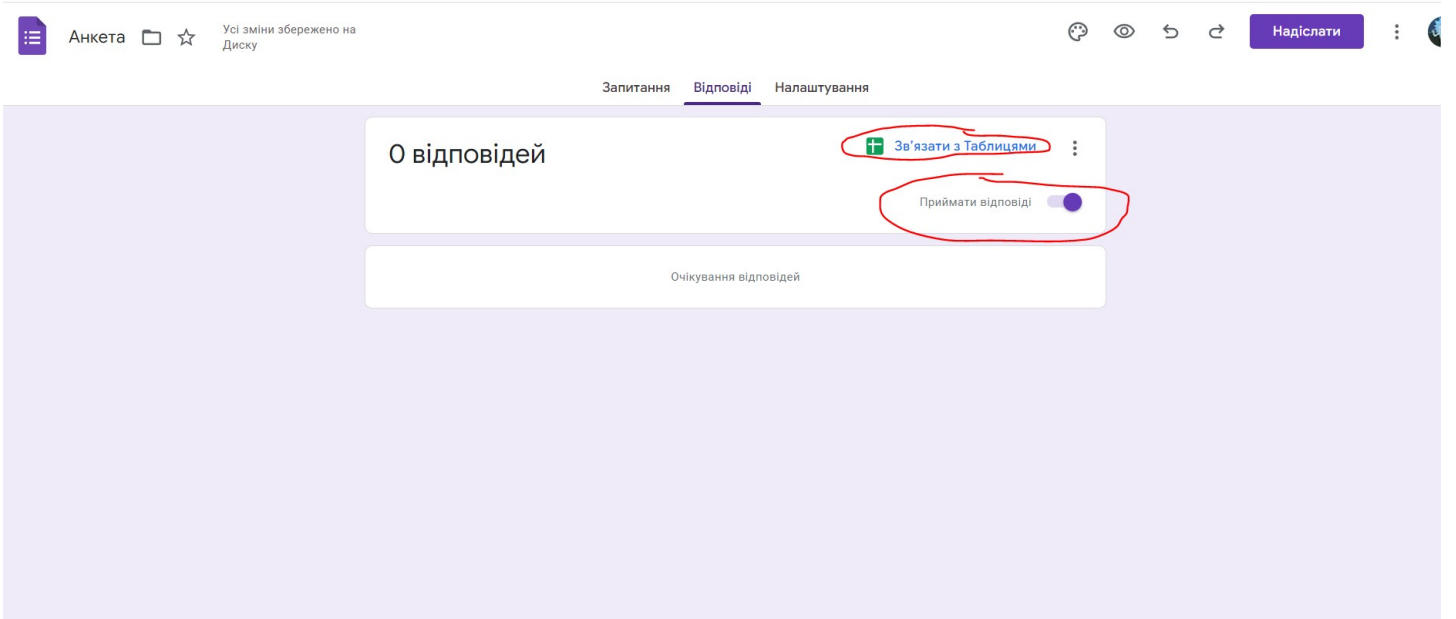 Анкета
Усі зміни збережено на
Диску
Надіслати
Запитання Відповіді Налаштування
0 відповідей
Зв'язати з Таблицями
Приймати відповіді
Очікування відповідей